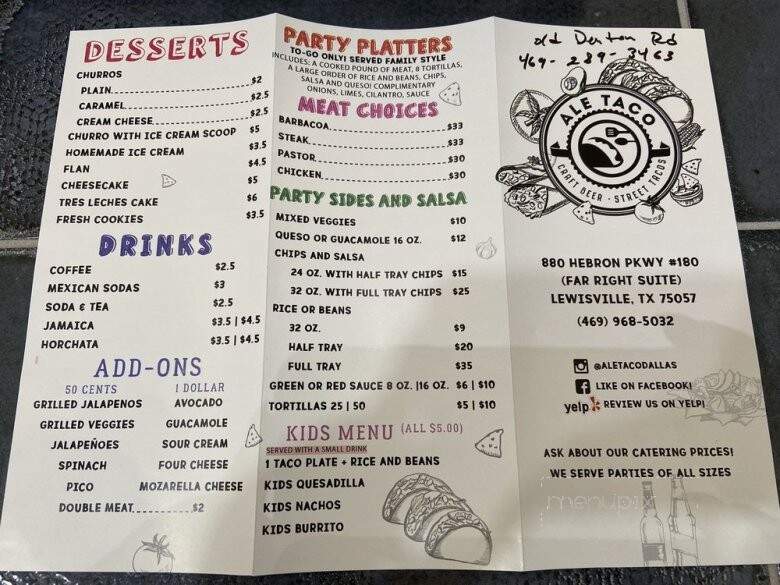 DESSERTS
CHURROS
PLAIN $2
CARAMEL $2.5
CREAM CHEESE $2.5
CHURRO WITH ICE CREAM SCOOP $5
HOMEMADE ICE CREAM $3.5
FLAN $4.5
CHEESECAKE $5
TRES LECHES CAKE $6
FRESH COOKIES $3.5
DRINKS
COFFEE $2.5
MEXICAN SODAS $3
SODA & TEA $2.5
JAMAICA $3.5 | $4.5
HORCHATA $3.5 | $4.5
ADD-ONS
50 CENTS 1 DOLLAR
GRILLED JALAPENOS AVOCADO
GRILLED VEGGIES GUACAMOLE
JALAPEÑOES SOUR CREAM
SPINACH FOUR CHEESE
PICO MOZARELLA CHEESE
DOUBLE MEAT $2
PARTY PLATTERS
TO-GO ONLY! SERVED FAMILY STYLE
INCLUDES: A COOKED POUND OF MEAT, 8 TORTILLAS,
A LARGE ORDER OF RICE AND BEANS, CHIPS,
SALSA AND QUESO! COMPLIMENTARY
ONIONS, LIMES, CILANTRO, SAUCE
MEAT CHOICES
BARBACOA $33
STEAK $33
PASTOR $30
CHICKEN $30
PARTY SIDES AND SALSA
MIXED VEGGIES $10
QUESO OR GUACAMOLE 16 OZ. $12
CHIPS AND SALSA
24 OZ. WITH HALF TRAY CHIPS $15
32 OZ. WITH FULL TRAY CHIPS $25
RICE OR BEANS
32 OZ. $9
HALF TRAY $20
FULL TRAY $35
GREEN OR RED SAUCE 8 OZ. |16 OZ. $6 | $10
TORTILLAS 25 | 50 $5 | $10
KIDS MENU (ALL $5.00)
SERVED WITH A SMALL DRINK
1 TACO PLATE + RICE AND BEANS
KIDS QUESADILLA
KIDS NACHOS
KIDS BURRITO
old Denton Rd
469-289-3463
ALE TACO
CRAFT BEER · STREET TACOS
880 HEBRON PKWY #180
(FAR RIGHT SUITE)
LEWISVILLE, TX 75057
(469) 968-5032
@ALETACODALLAS
LIKE ON FACEBOOK!
yelp REVIEW US ON YELP!
ASK ABOUT OUR CATERING PRICES!
WE SERVE PARTIES OF ALL SIZES
menupix